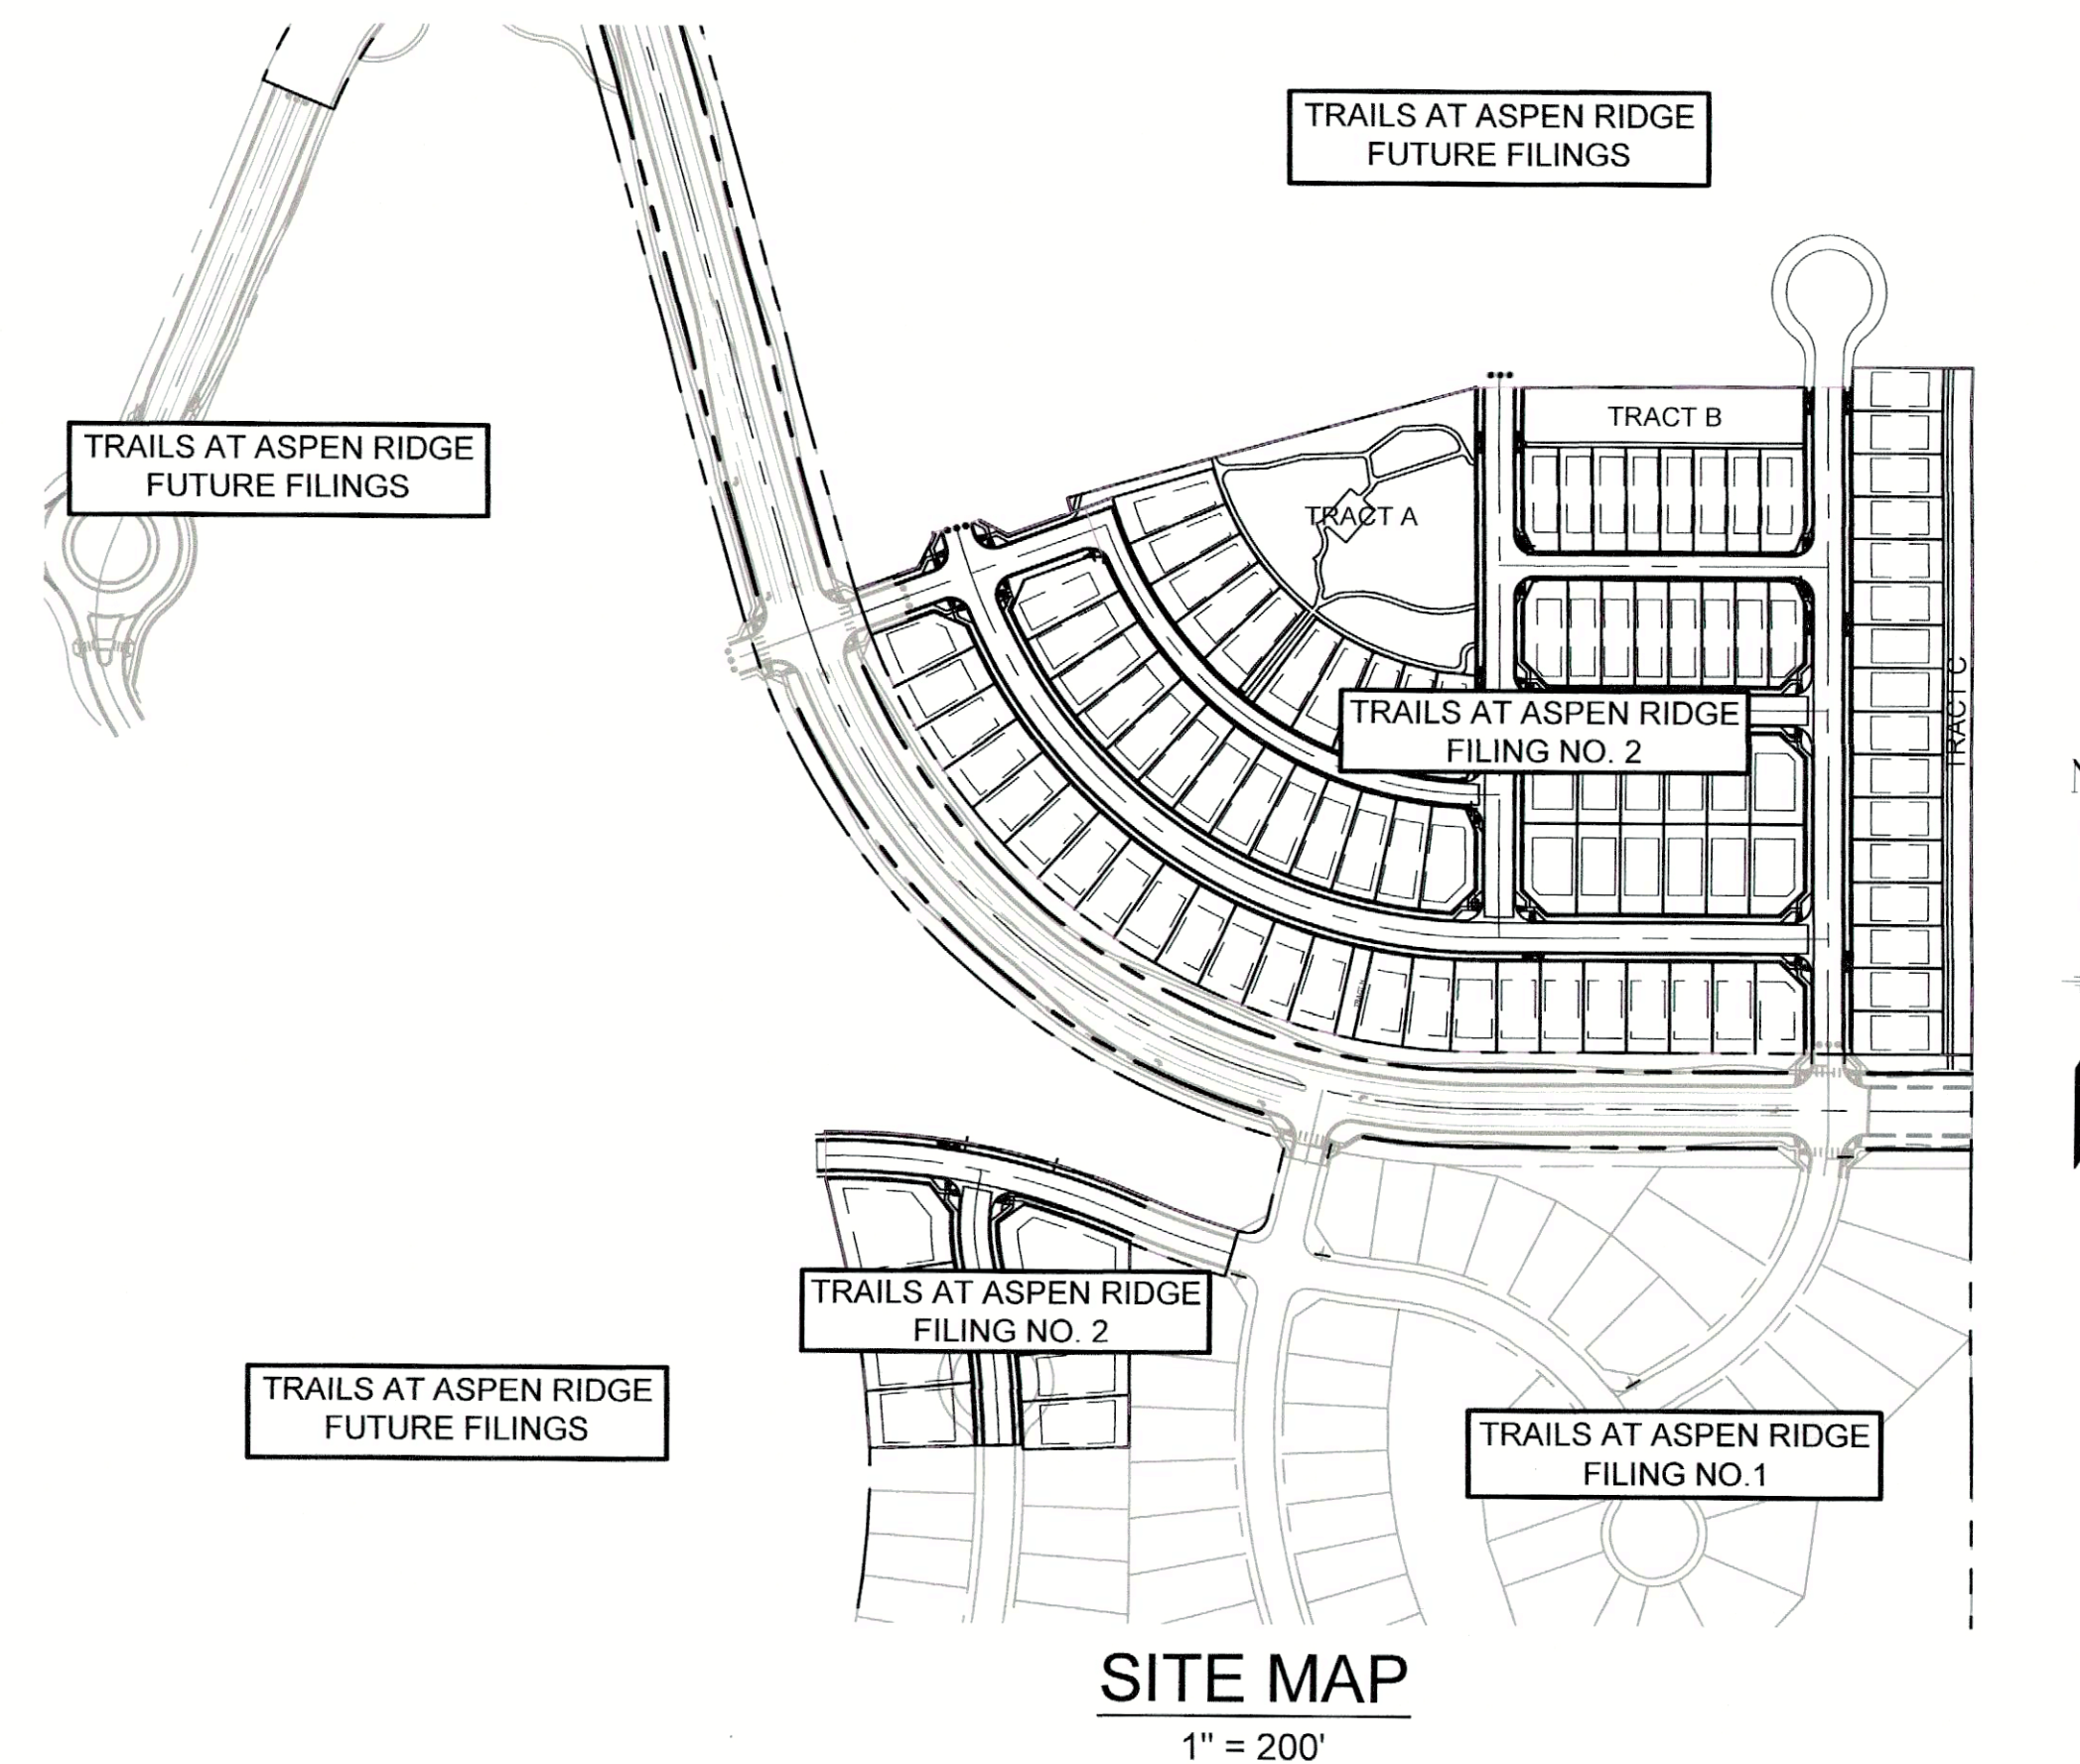 TRAILS AT ASPEN RIDGE
FUTURE FILINGS
TRAILS AT ASPEN RIDGE
FUTURE FILINGS
TRACT B
TRACT A
TRACT C
TRAILS AT ASPEN RIDGE
FILING NO. 2
TRAILS AT ASPEN RIDGE
FILING NO. 2
TRAILS AT ASPEN RIDGE
FUTURE FILINGS
TRAILS AT ASPEN RIDGE
FILING NO.1
SITE MAP
1" = 200'